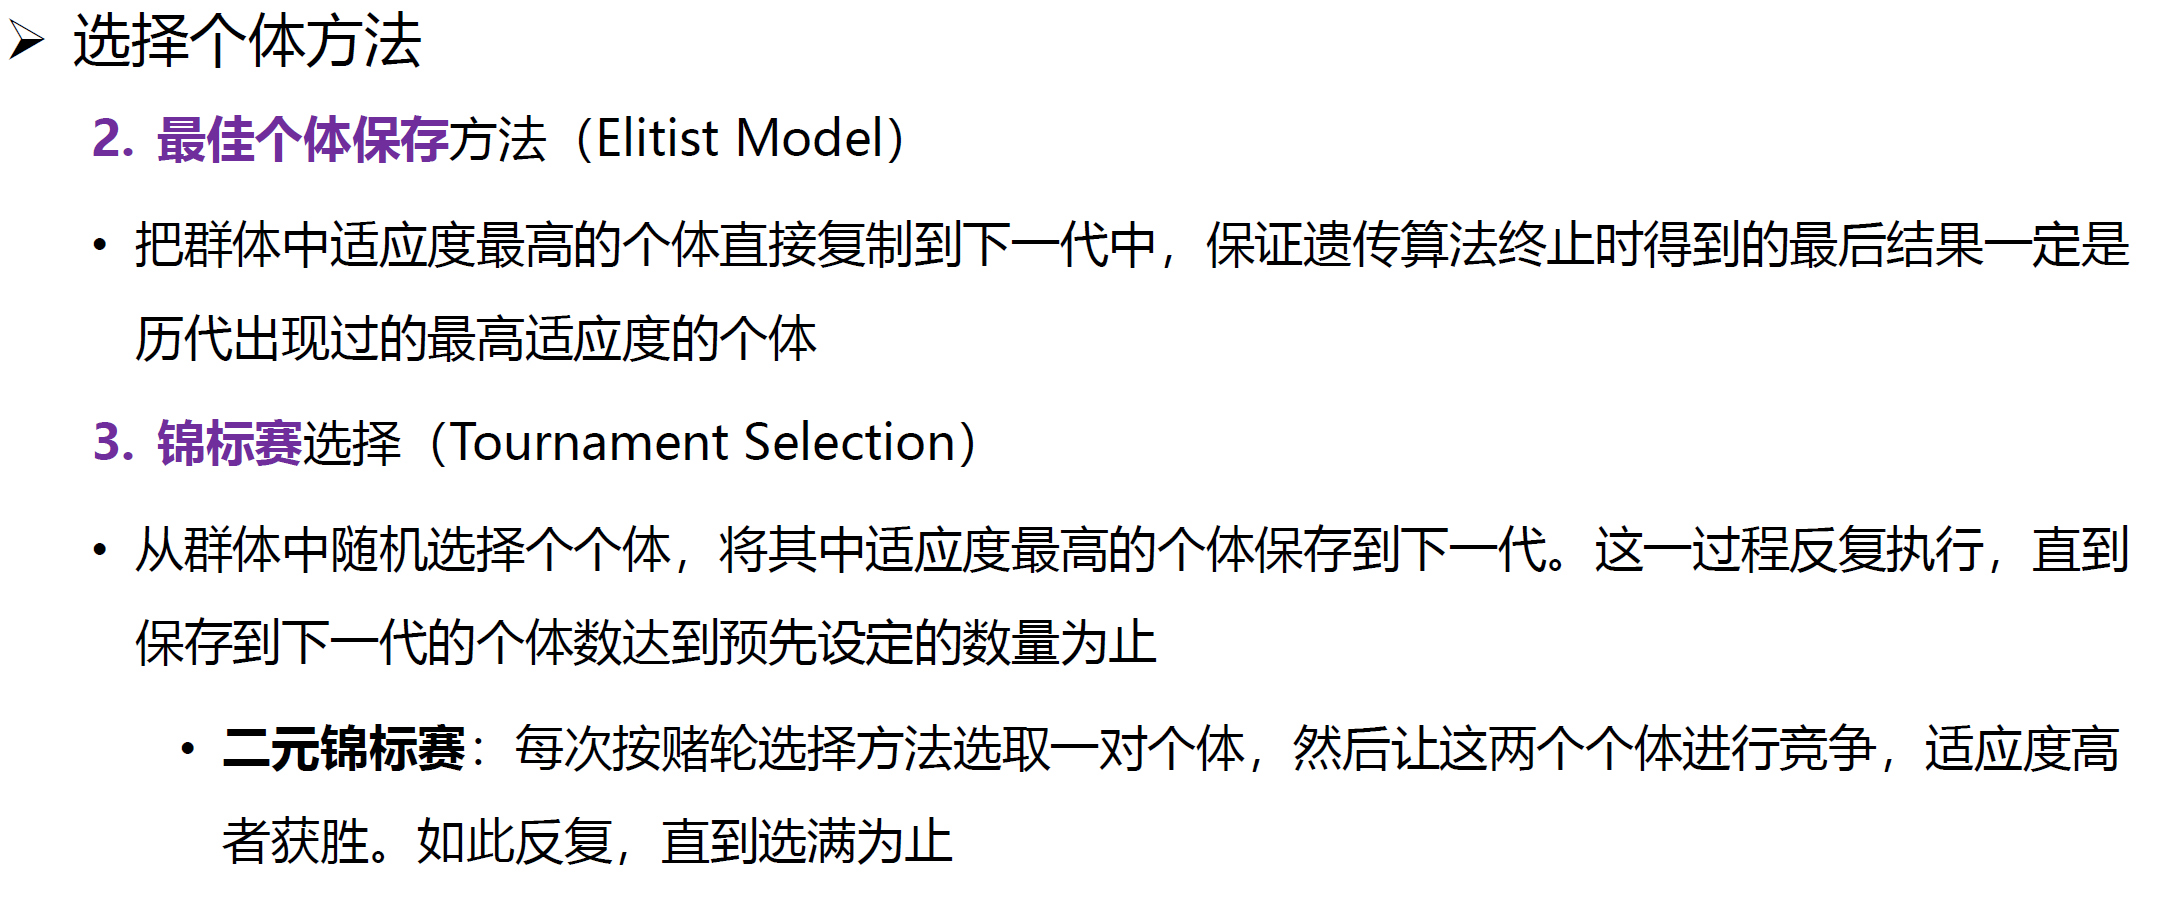 ➢ 选择个体方法
2. 最佳个体保存方法（Elitist Model）
• 把群体中适应度最高的个体直接复制到下一代中，保证遗传算法终止时得到的最后结果一定是
历代出现过的最高适应度的个体
3. 锦标赛选择（Tournament Selection）
• 从群体中随机选择个个体，将其中适应度最高的个体保存到下一代。这一过程反复执行，直到
保存到下一代的个体数达到预先设定的数量为止
• 二元锦标赛：每次按赌轮选择方法选取一对个体，然后让这两个个体进行竞争，适应度高
者获胜。如此反复，直到选满为止